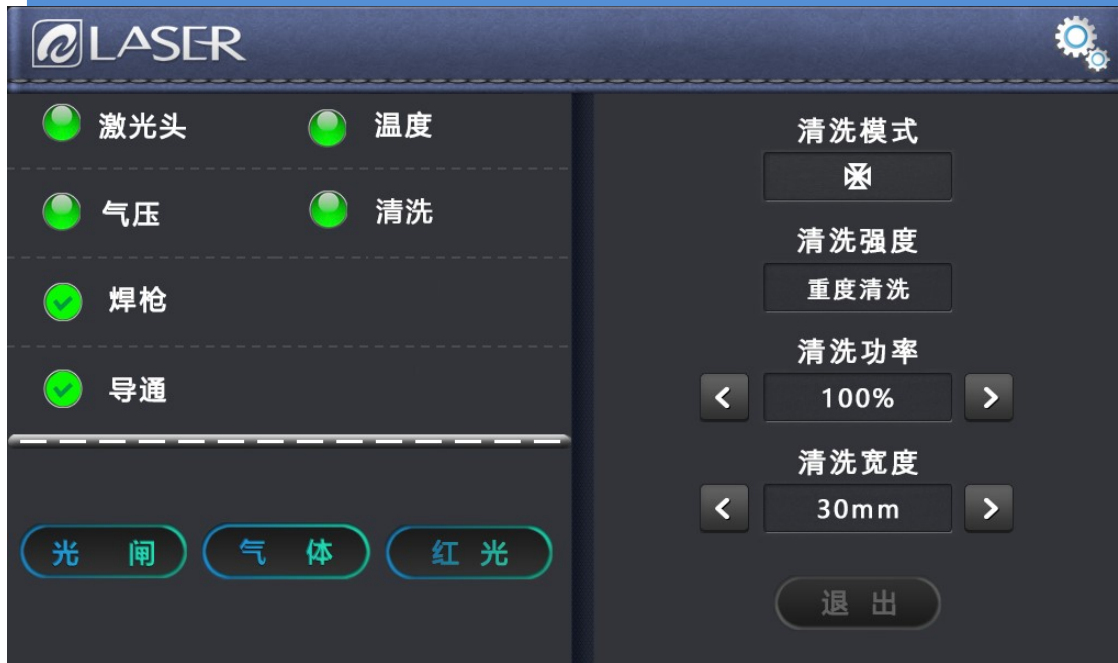 LASER
激光头
温度
气压
清洗
焊枪
导通
光 闸
气 体
红 光
清洗模式
清洗强度
重度清洗
清洗功率
100%
清洗宽度
30mm
退 出